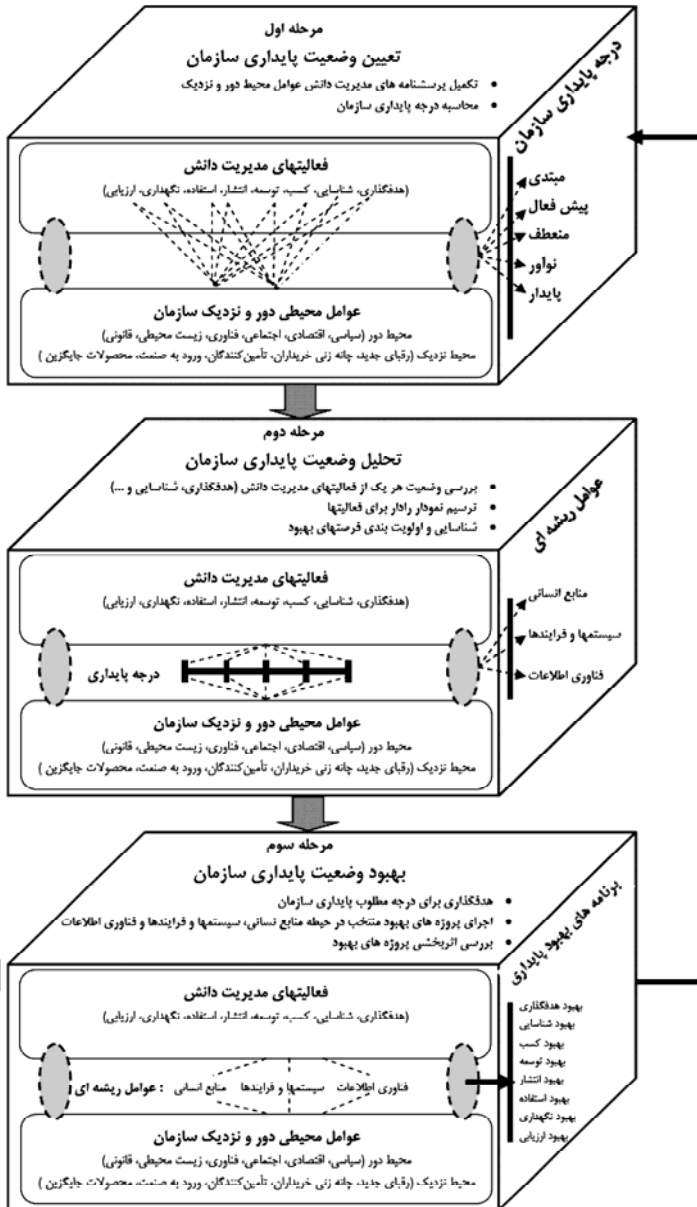 مرحله اول
تعیین وضعیت پایداری سازمان
• تکمیل پرسشنامه های مدیریت دانش عوامل محیط دور و نزدیک
• محاسبه درجه پایداری سازمان
درجه پایداری سازمان
فعالیتهای مدیریت دانش
(هدفگذاری، شناسایی، کسب، توسعه، انتشار، استفاده، نگهداری، ارزیابی)
مبتدی
پیش فعال
منعطف
نوآور
پایدار
عوامل محیطی دور و نزدیک سازمان
محیط دور (سیاسی، اقتصادی، اجتماعی، فناوری، زیست محیطی، قانونی)
محیط نزدیک (رقبای جدید، چانه زنی خریداران، تأمین‌کنندگان، ورود به صنعت، محصولات جایگزین )
مرحله دوم
تحلیل وضعیت پایداری سازمان
• بررسی وضعیت هر یک از فعالیتهای مدیریت دانش (هدفگذاری، شناسایی و ...)
• ترسیم نمودار رادار برای فعالیتها
• شناسایی و اولویت بندی فرصتهای بهبود
عوامل ریشه ای
فعالیتهای مدیریت دانش
(هدفگذاری، شناسایی، کسب، توسعه، انتشار، استفاده، نگهداری، ارزیابی)
منابع انسانی
سیستمها و فرایندها
فناوری اطلاعات
درجه پایداری
عوامل محیطی دور و نزدیک سازمان
محیط دور (سیاسی، اقتصادی، اجتماعی، فناوری، زیست محیطی، قانونی)
محیط نزدیک (رقبای جدید، چانه زنی خریداران، تأمین‌کنندگان، ورود به صنعت، محصولات جایگزین )
مرحله سوم
بهبود وضعیت پایداری سازمان
• هدفگذاری برای درجه مطلوب پایداری سازمان
• اجرای پروژه های بهبود منتخب در حیطه منابع نسانی، سیستمها و فرایندها و فناوری اطلاعات
• بررسی اثربخشی پروژه های بهبود
برنامه های بهبود پایداری
فعالیتهای مدیریت دانش
(هدفگذاری، شناسایی، کسب، توسعه، انتشار، استفاده، نگهداری، ارزیابی)
بهبود هدفگذاری
بهبود شناسایی
بهبود کسب
بهبود توسعه
بهبود انتشار
بهبود استفاده
بهبود نگهداری
بهبود ارزیابی
عوامل ریشه ای : منابع انسانی سیستمها و فرایندها فناوری اطلاعات
عوامل محیطی دور و نزدیک سازمان
محیط دور (سیاسی، اقتصادی، اجتماعی، فناوری، زیست محیطی، قانونی)
محیط نزدیک (رقبای جدید، چانه زنی خریداران، تأمین‌کنندگان، ورود به صنعت، محصولات جایگزین )